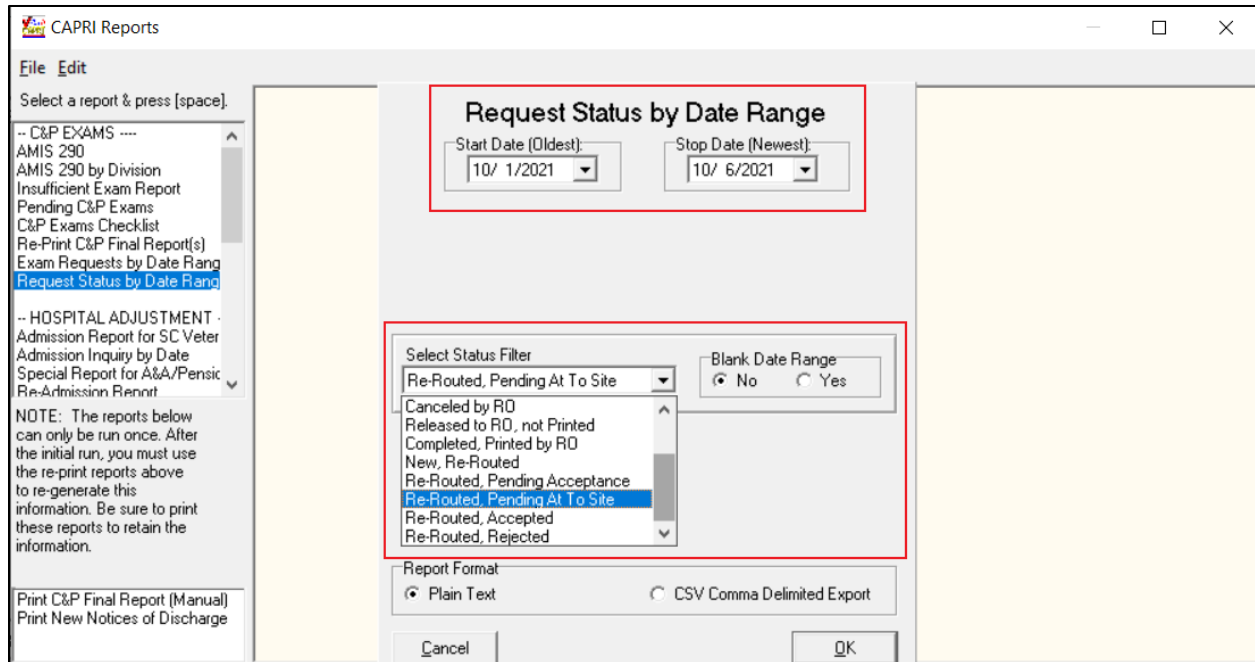 CAPRI Reports
File Edit
Select a report & press [space].
-- C&P EXAMS ----
AMIS 290
AMIS 290 by Division
Insufficient Exam Report
Pending C&P Exams
C&P Exams Checklist
Re-Print C&P Final Report(s)
Exam Requests by Date Rang
Request Status by Date Rang
-- HOSPITAL ADJUSTMENT -
Admission Report for SC Veter
Admission Inquiry by Date
Special Report for A&A/Pensic
Re-Admission Report
NOTE: The reports below
can only be run once. After
the initial run, you must use
the re-print reports above
to re-generate this
information. Be sure to print
these reports to retain the
information.
Print C&P Final Report (Manual)
Print New Notices of Discharge
Request Status by Date Range
Start Date (Oldest): Stop Date (Newest):
10/ 1/2021 10/ 6/2021
Select Status Filter Blank Date Range
Re-Routed, Pending At To Site No Yes
Canceled by RO
Released to RO, not Printed
Completed, Printed by RO
New, Re-Routed
Re-Routed, Pending Acceptance
Re-Routed, Pending At To Site
Re-Routed, Accepted
Re-Routed, Rejected
Report Format
Plain Text CSV Comma Delimited Export
Cancel OK